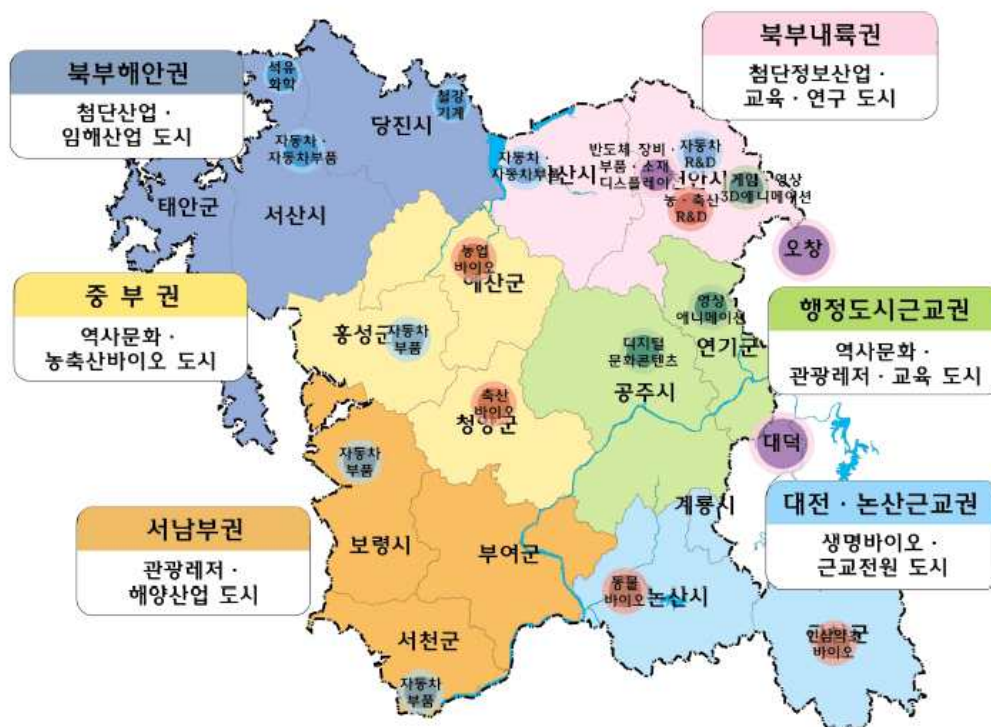 북부해안권
첨단산업 ·
임해산업 도시
북부내륙권
첨단정보산업 ·
교육 · 연구 도시
석유
화학
철강
기계
당진시
자동차 ·
자동차부품
태안군
서산시
자동차 ·
자동차부품
반도체 · 장비 ·
부품 · 소재
디스플레이
자동차
R&D
게임 영상
3D애니메이션
농 · 축산
R&D
오창
농업
바이오
예산군
중 부 권
역사문화 ·
농축산바이오 도시
홍성군
자동차
부품
영상
애니메이션
연기군
디지털
문화콘텐츠
공주시
행정도시근교권
역사문화 ·
관광레저 · 교육 도시
축산
바이오
청양군
자동차
부품
대덕
계룡시
서남부권
관광레저 ·
해양산업 도시
보령시
부여군
대전 · 논산근교권
생명바이오 ·
근교전원 도시
동물
바이오
논산시
서천군
자동차
부품
인삼약초
바이오